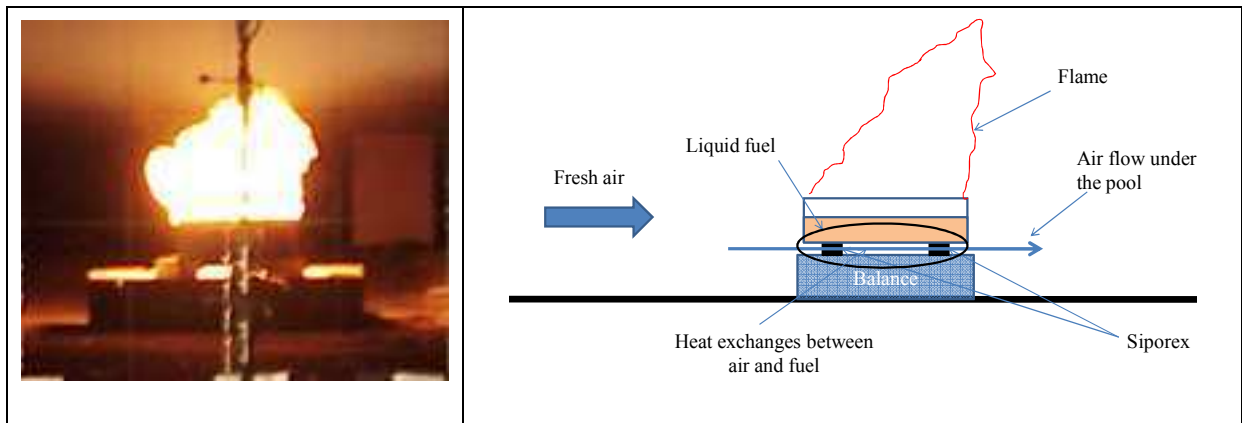 Flame
Liquid fuel
Air flow under
the pool
Fresh air
Balance
Heat exchanges between
air and fuel
Siporex